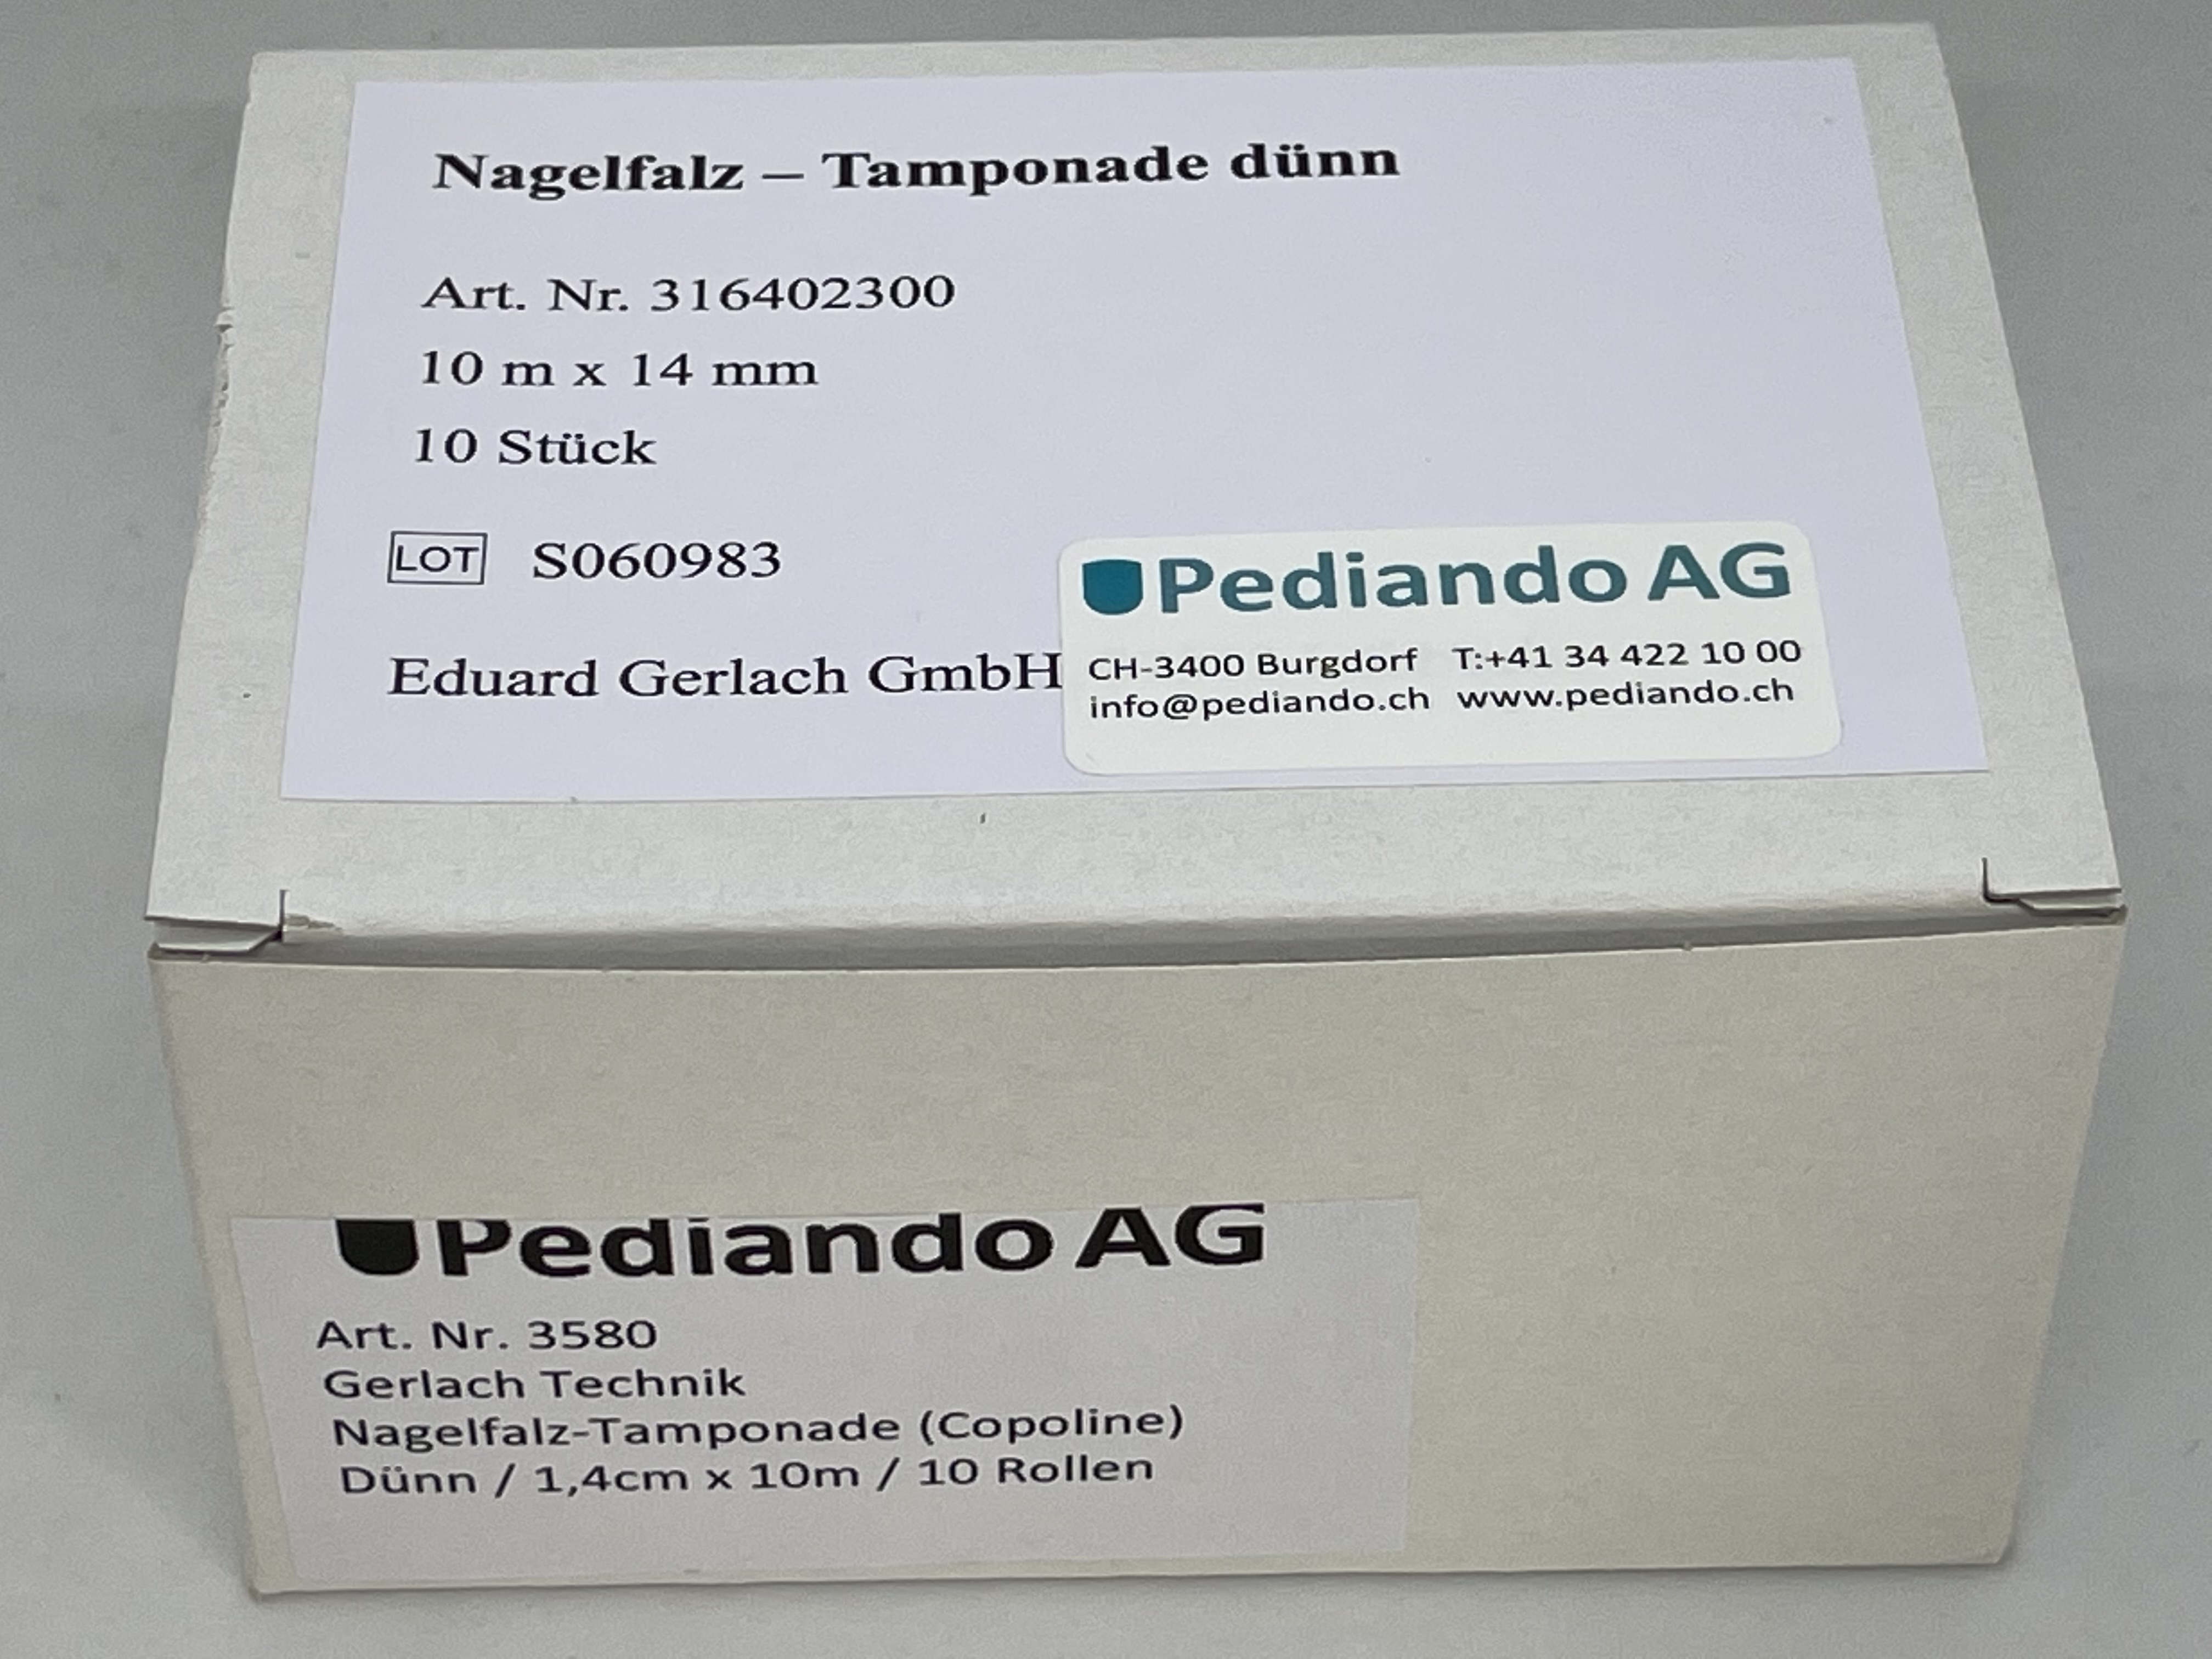 Nagelfalz – Tamponade dünn
Art. Nr. 316402300
10 m x 14 mm
10 Stück
LOT S060983
Eduard Gerlach GmbH
Pediando AG
CH-3400 Burgdorf T:+41 34 422 10 00
info@pediando.ch www.pediando.ch
Pediando AG
Art. Nr. 3580
Gerlach Technik
Nagelfalz-Tamponade (Copoline)
Dünn / 1,4cm x 10m / 10 Rollen